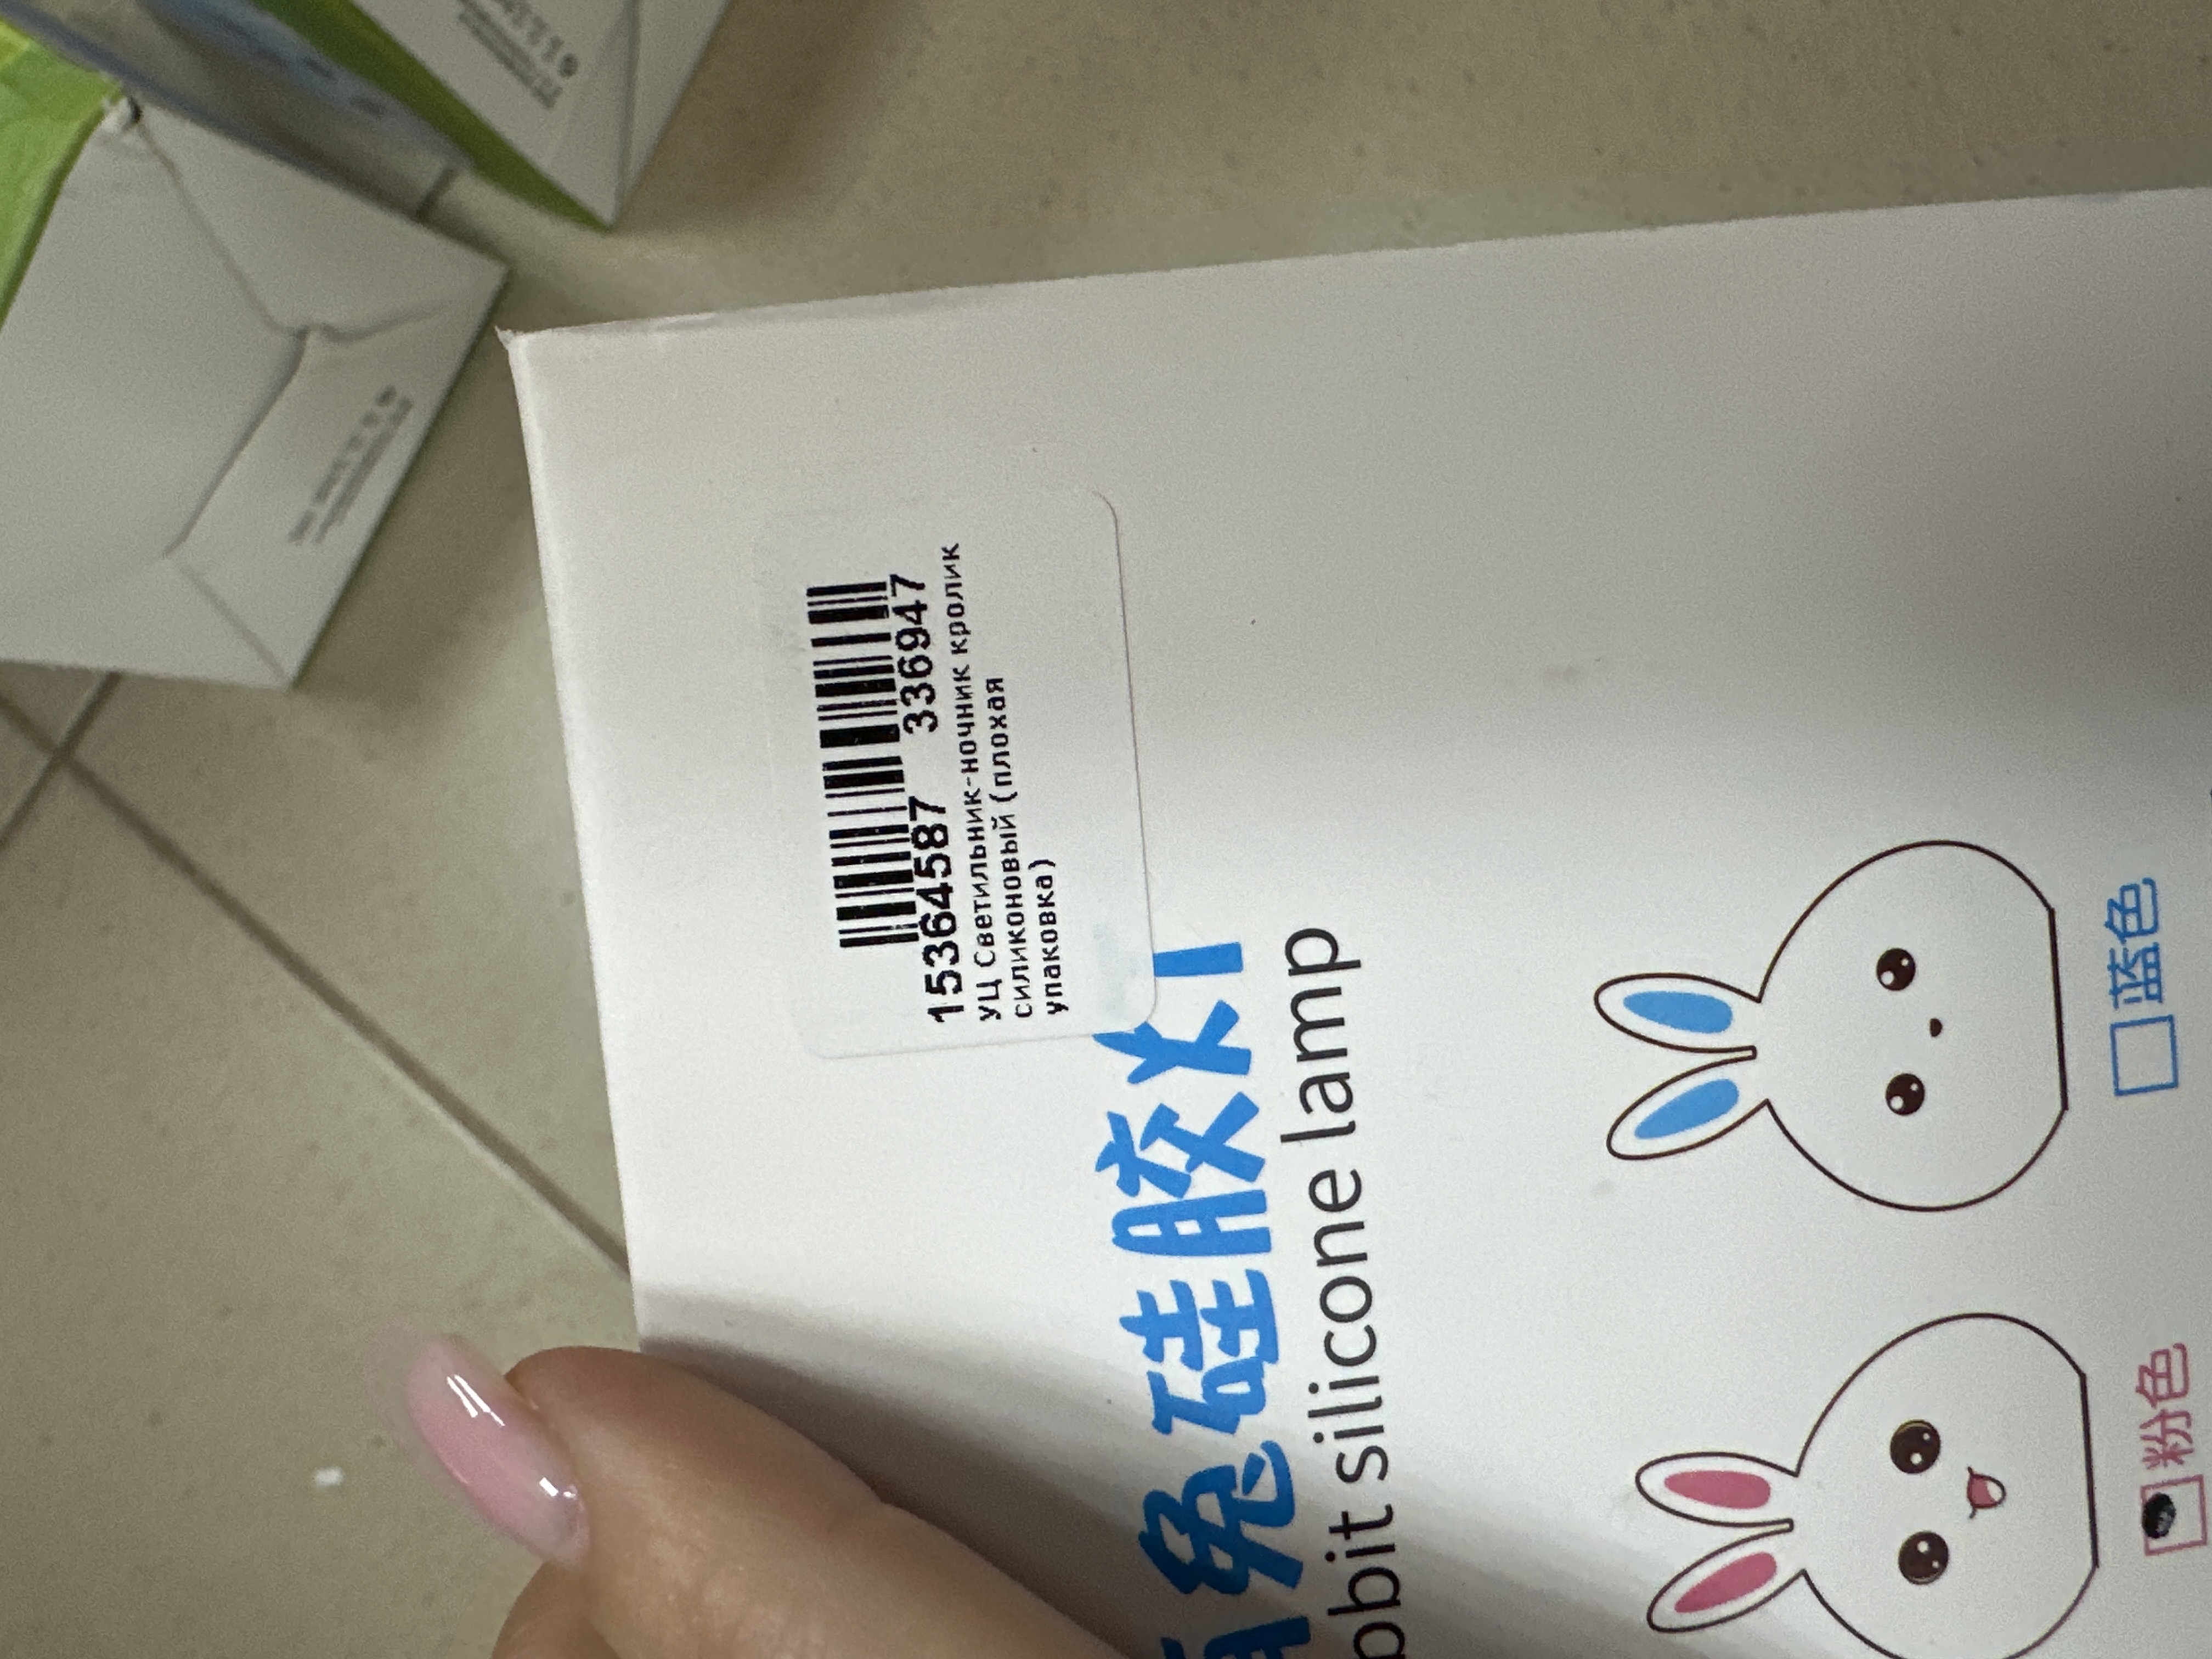 15364587 336947
УЦ Светильник-ночник кролик
силиконовый (плохая
упаковка)
兔硅胶
bbit silicone lamp
蓝色
粉色